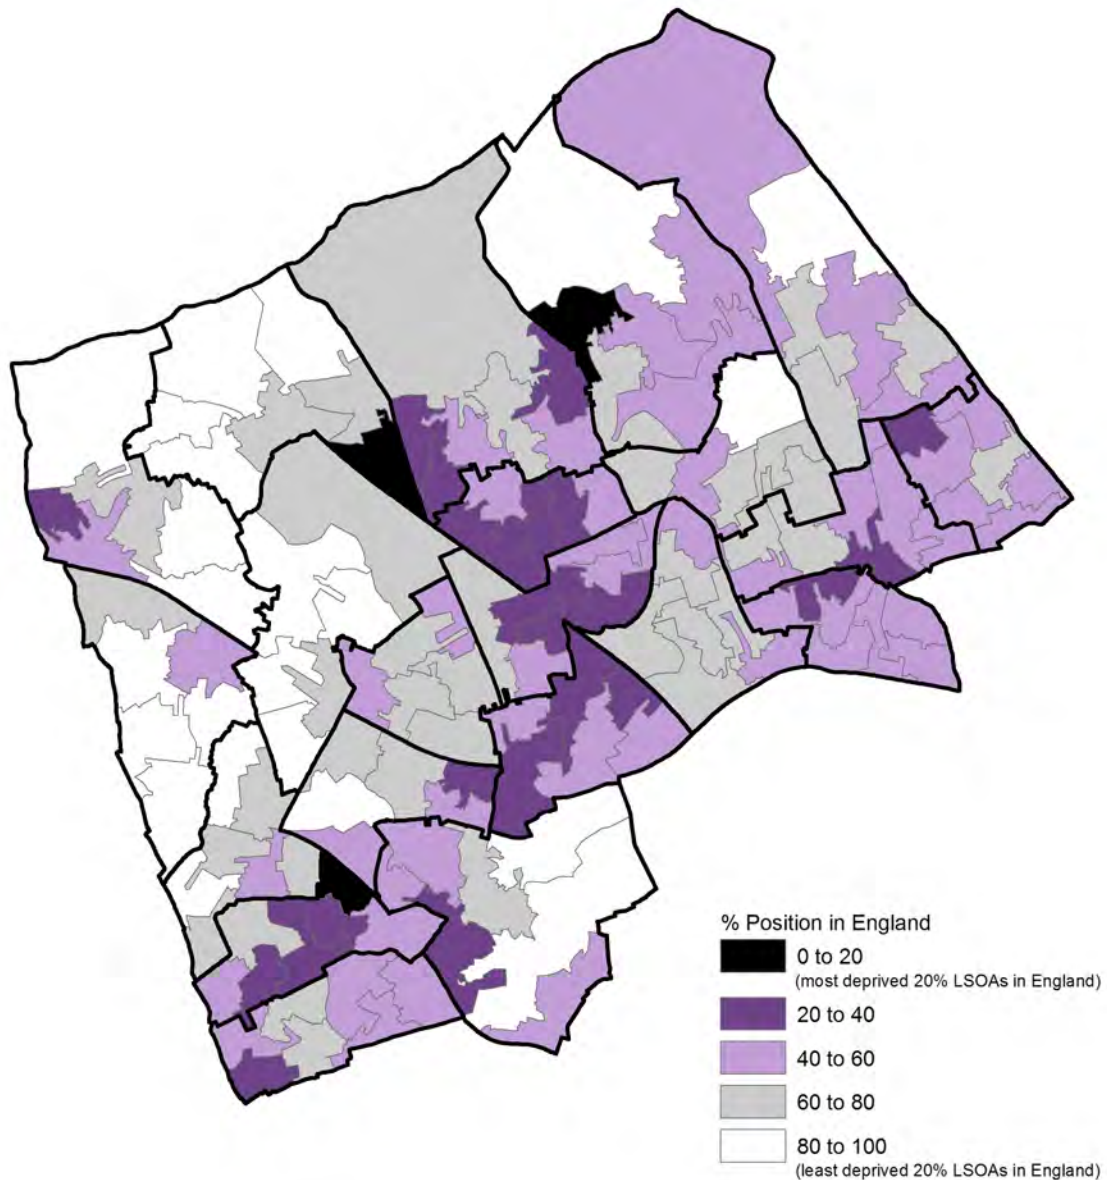 % Position in England
0 to 20
(most deprived 20% LSOAs in England)
20 to 40
40 to 60
60 to 80
80 to 100
(least deprived 20% LSOAs in England)